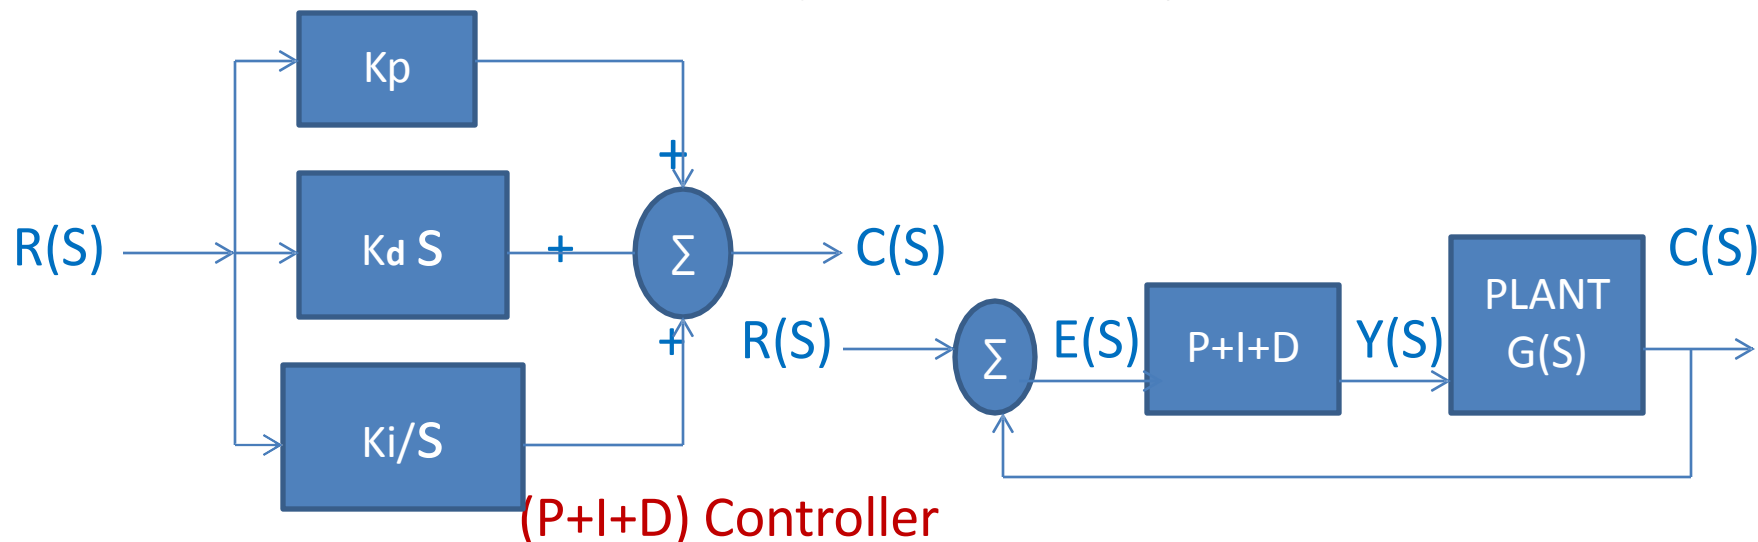 Kp
+
R(S)
Kd S
+
Σ
C(S)
+
Ki/S
(P+I+D) Controller
R(S)
Σ
E(S)
P+I+D
Y(S)
PLANT
G(S)
C(S)